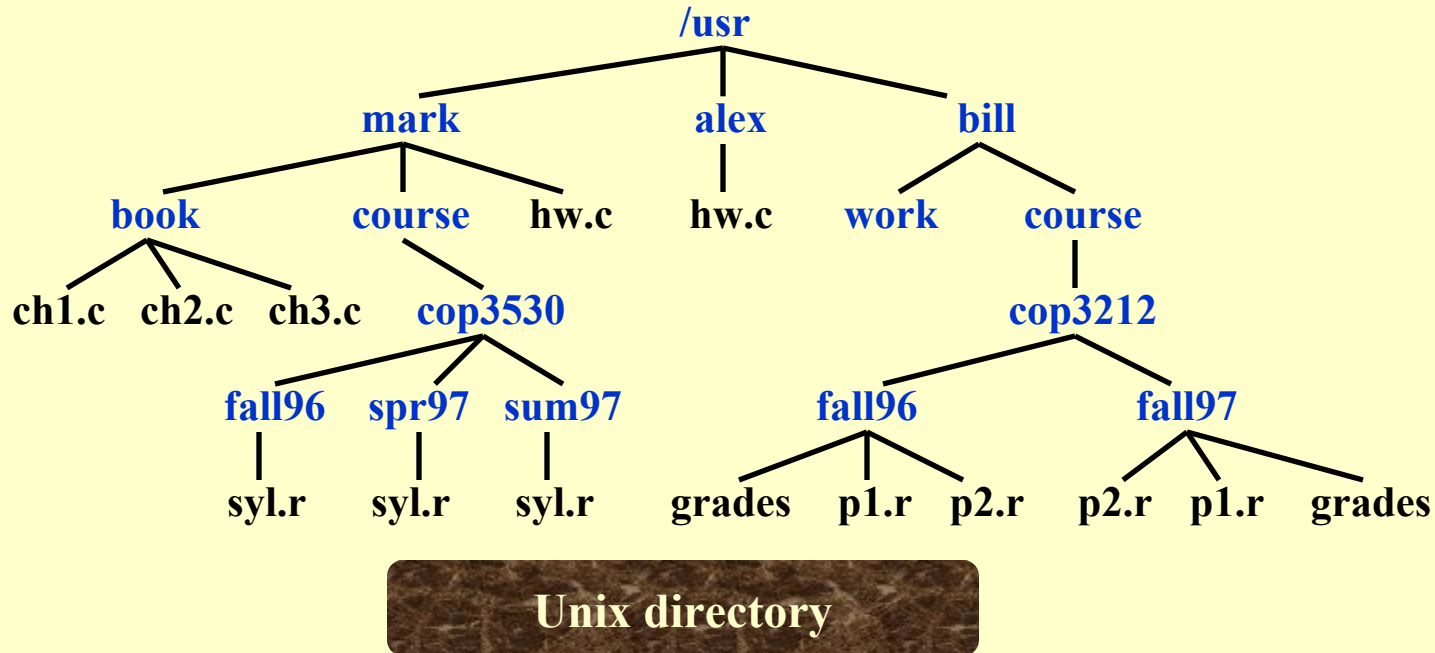 /usr
mark alex bill
book course hw.c hw.c work course
ch1.c ch2.c ch3.c cop3530 cop3212
fall96 spr97 sum97 fall96 fall97
syl.r syl.r syl.r grades p1.r p2.r p2.r p1.r grades
Unix directory